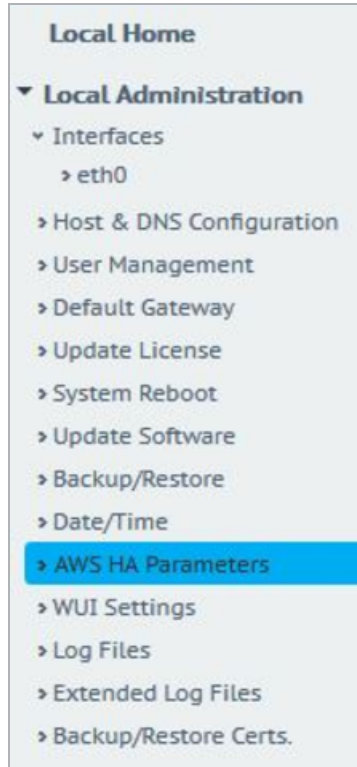 Local Home
Local Administration
Interfaces
eth0
Host & DNS Configuration
User Management
Default Gateway
Update License
System Reboot
Update Software
Backup/Restore
Date/Time
AWS HA Parameters
WUI Settings
Log Files
Extended Log Files
Backup/Restore Certs.